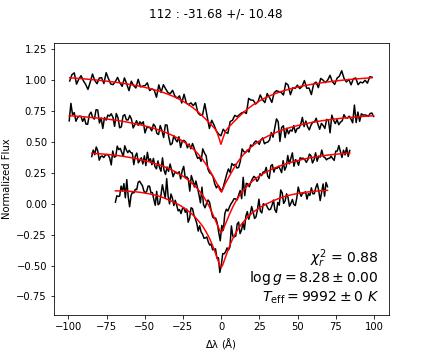 112 : -31.68 +/- 10.48
1.25
1.00
0.75
0.50
0.25
0.00
−0.25
−0.50
−0.75
Normalized Flux
χ²ᵣ = 0.88
log g = 8.28 ± 0.00
T_eff = 9992 ± 0 K
−100 −75 −50 −25 0 25 50 75 100
Δλ (Å)